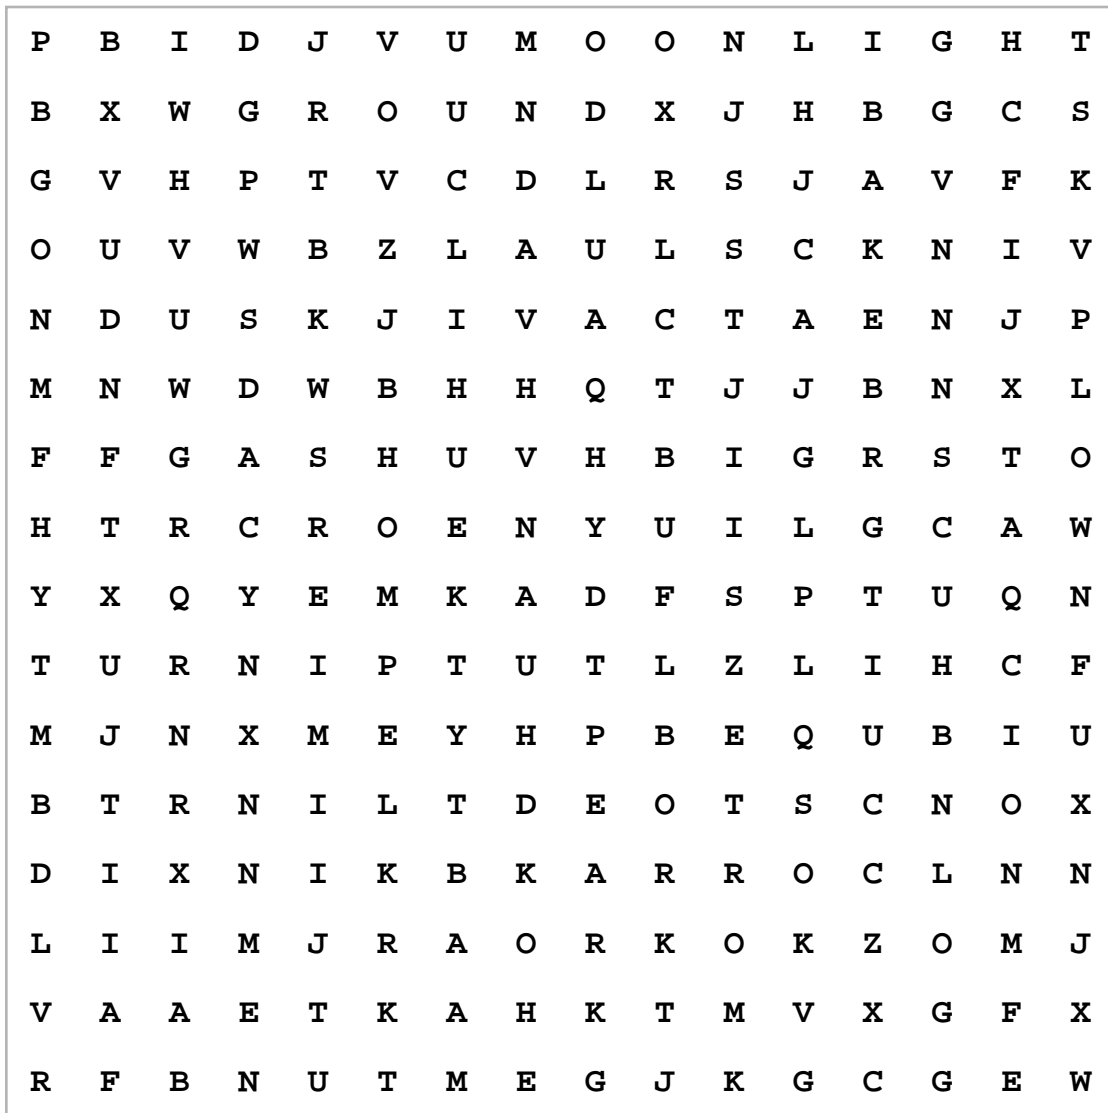 P B I D J V U M O O N L I G H T
B X W G R O U N D X J H B G C S
G V H P T V C D L R S J A V F K
O U V W B Z L A U L S C K N I V
N D U S K J I V A C T A E N J P
M N W D W B H H Q T J J B N X L
F F G A S H U V H B I G R S T O
H T R C R O E N Y U I L G C A W
Y X Q Y E M K A D F S P T U Q N
T U R N I P T U T L Z L I H C F
M J N X M E Y H P B E Q U B I U
B T R N I L T D E O T S C N O X
D I X N I K B K A R R O C L N N
L I I M J R A O R K O K Z O M J
V A A E T K A H K T M V X G F X
R F B N U T M E G J K G C G E W